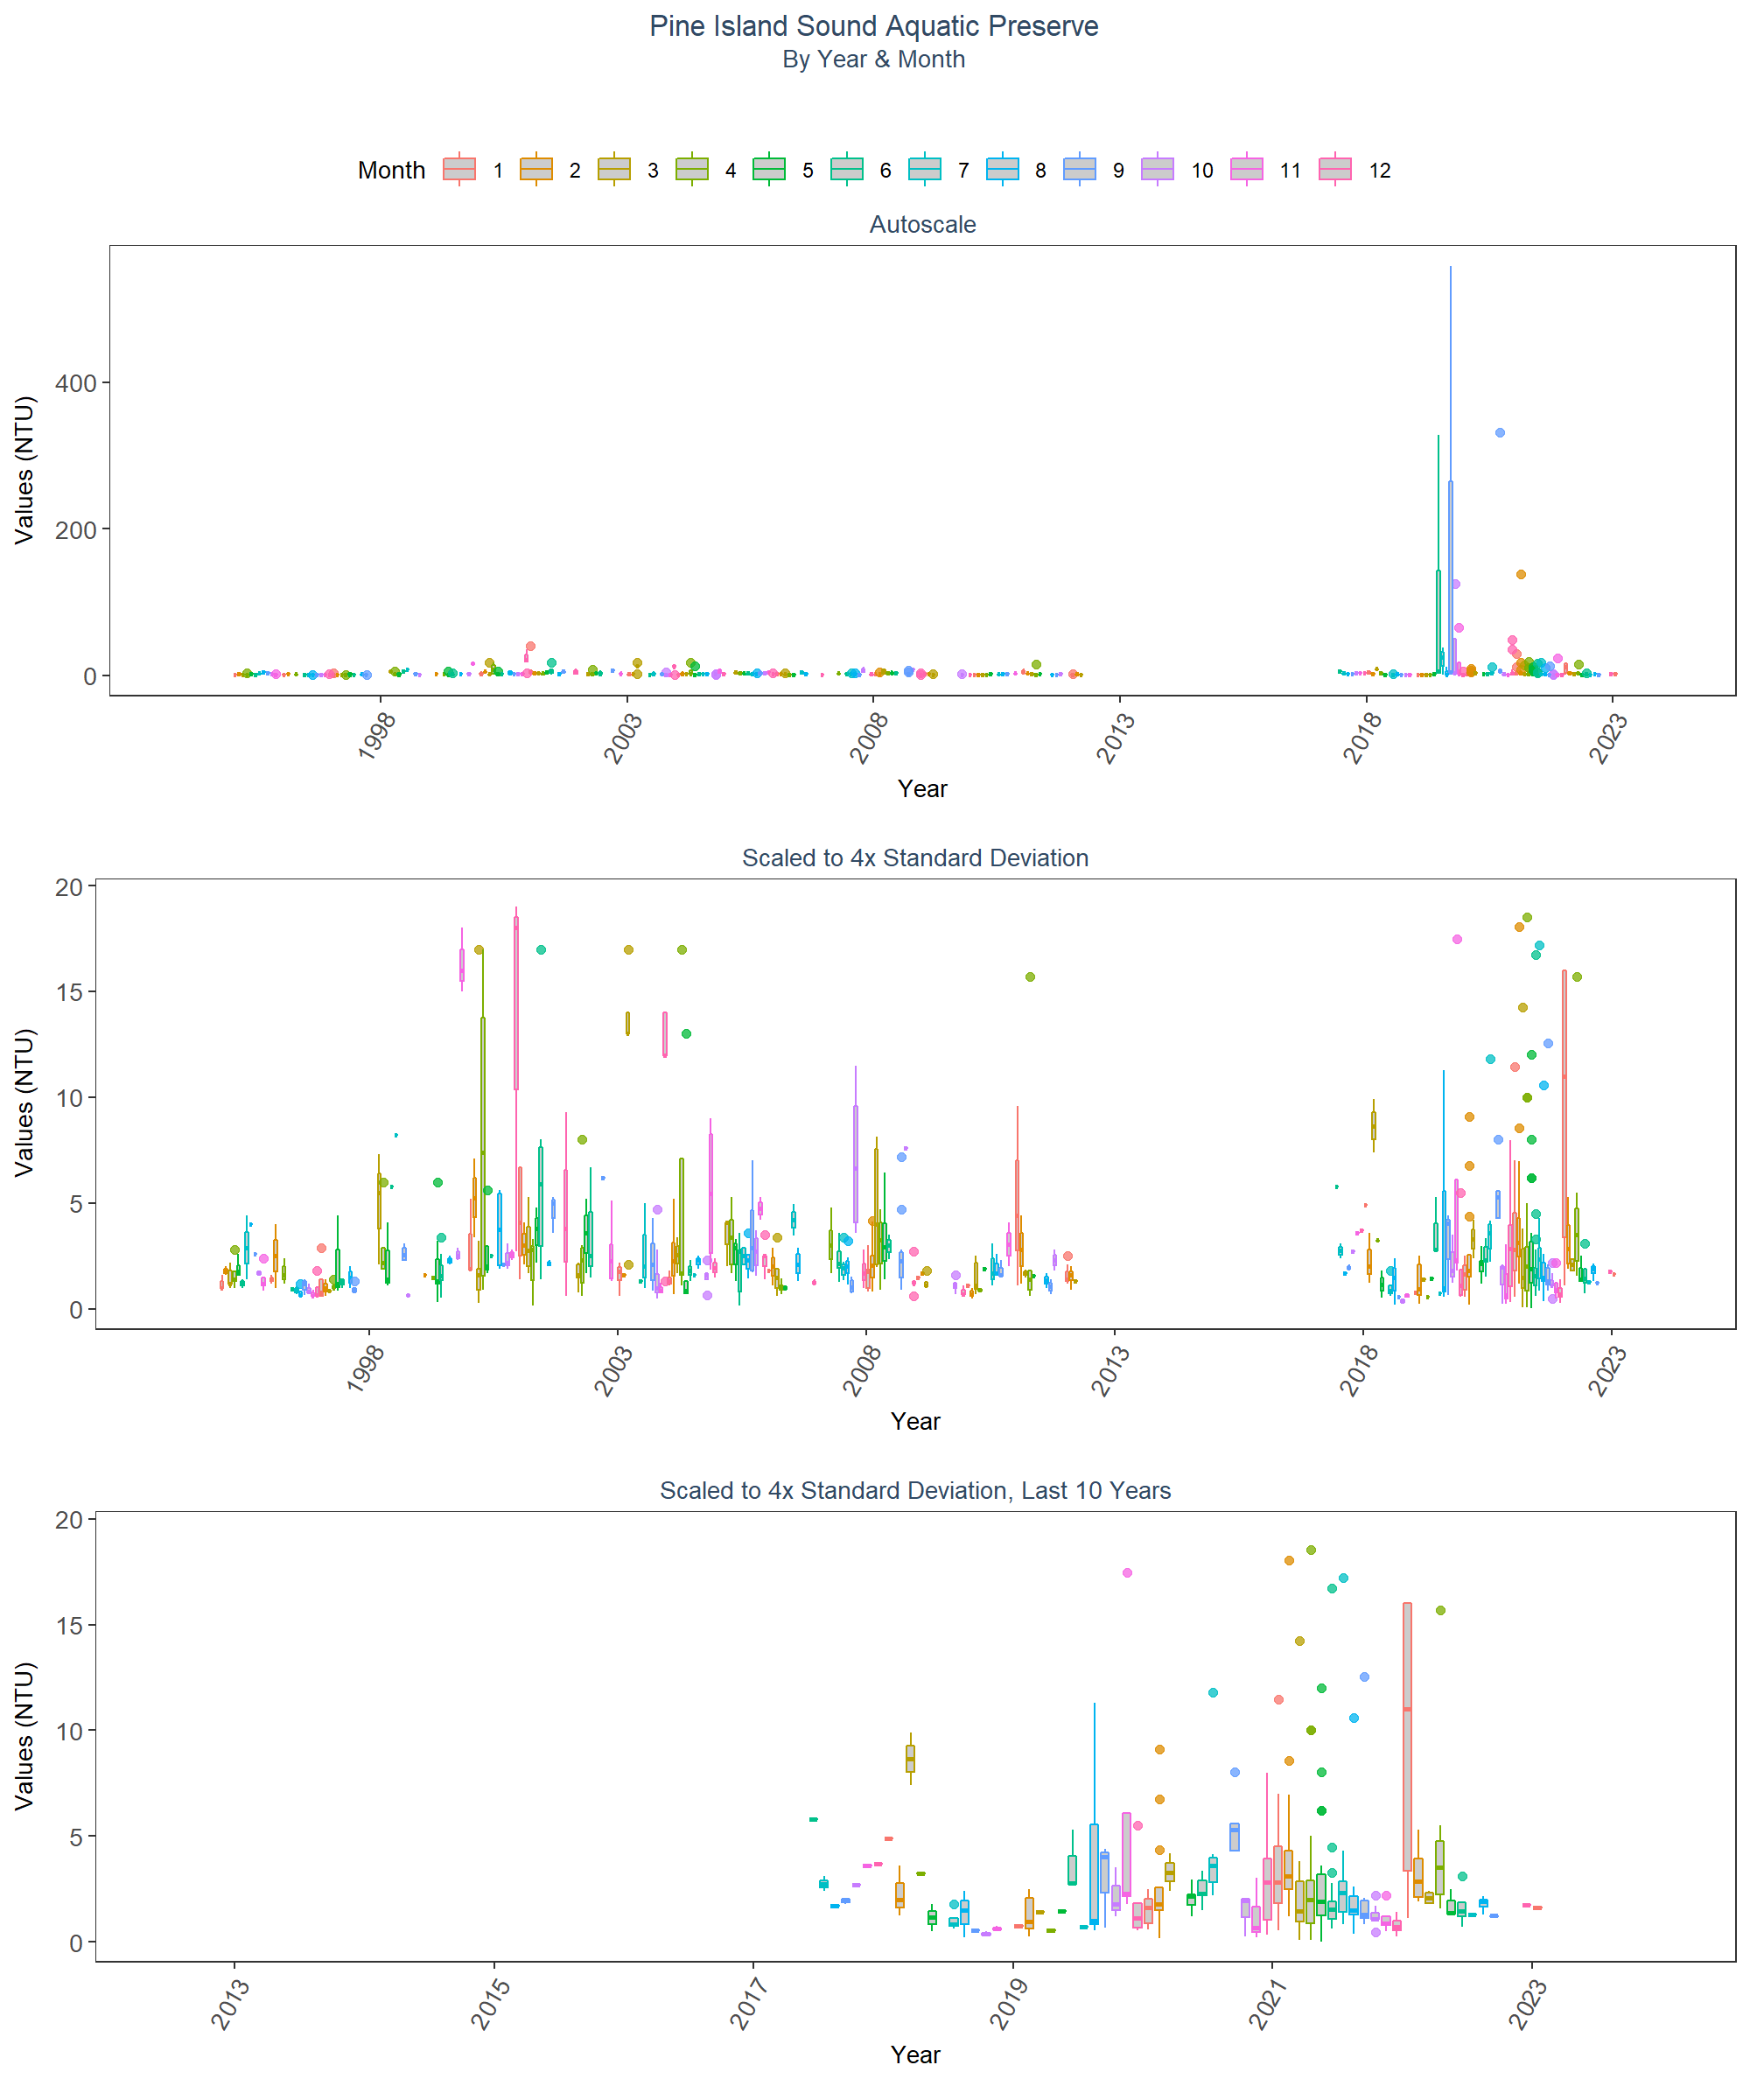 Pine Island Sound Aquatic Preserve
By Year & Month
Month 1 2 3 4 5 6 7 8 9 10 11 12
Autoscale
Values (NTU)
400
200
0
1998 2003 2008 2013 2018 2023
Year
Scaled to 4x Standard Deviation
Values (NTU)
20
15
10
5
0
1998 2003 2008 2013 2018 2023
Year
Scaled to 4x Standard Deviation, Last 10 Years
Values (NTU)
20
15
10
5
0
2013 2015 2017 2019 2021 2023
Year